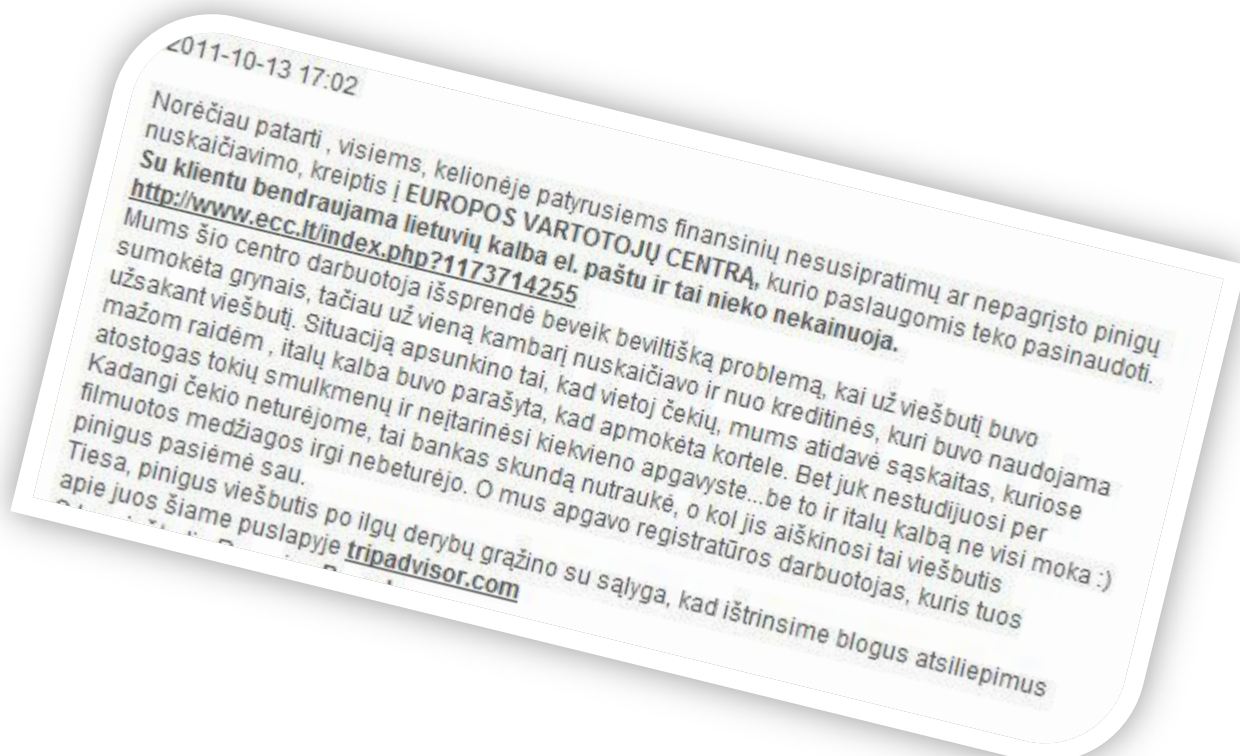 2011-10-13 17:02
Norėčiau patarti , visiems, kelionėje patyrusiems finansinių nesusipratimų ar nepagrįsto pinigų
nuskaičiavimo, kreiptis į EUROPOS VARTOTOJŲ CENTRĄ, kurio paslaugomis teko pasinaudoti.
Su klientu bendraujama lietuvių kalba el. paštu ir tai nieko nekainuoja.
http://www.ecc.lt/index.php?1173714255
Mums šio centro darbuotoja išsprendė beveik beviltišką problemą, kai už viešbutį buvo
sumokėta grynais, tačiau už vieną kambarį nuskaičiavo ir nuo kreditinės, kuri buvo naudojama
užsakant viešbutį. Situaciją apsunkino tai, kad vietoj čekių, mums atidavė sąskaitas, kuriose
mažom raidėm , italų kalba buvo parašyta, kad apmokėta kortele. Bet juk nestudijuosi per
atostogas tokių smulkmenų ir neįtarinėsi kiekvieno apgavyste...be to ir italų kalbą ne visi moka :)
Kadangi čekio neturėjome, tai bankas skundą nutraukė, o kol jis aiškinosi tai viešbutis
filmuotos medžiagos irgi nebeturėjo. O mus apgavo registratūros darbuotojas, kuris tuos
pinigus pasiėmė sau.
Tiesa, pinigus viešbutis po ilgų derybų grąžino su sąlyga, kad ištrinsime blogus atsiliepimus
apie juos šiame puslapyje tripadvisor.com